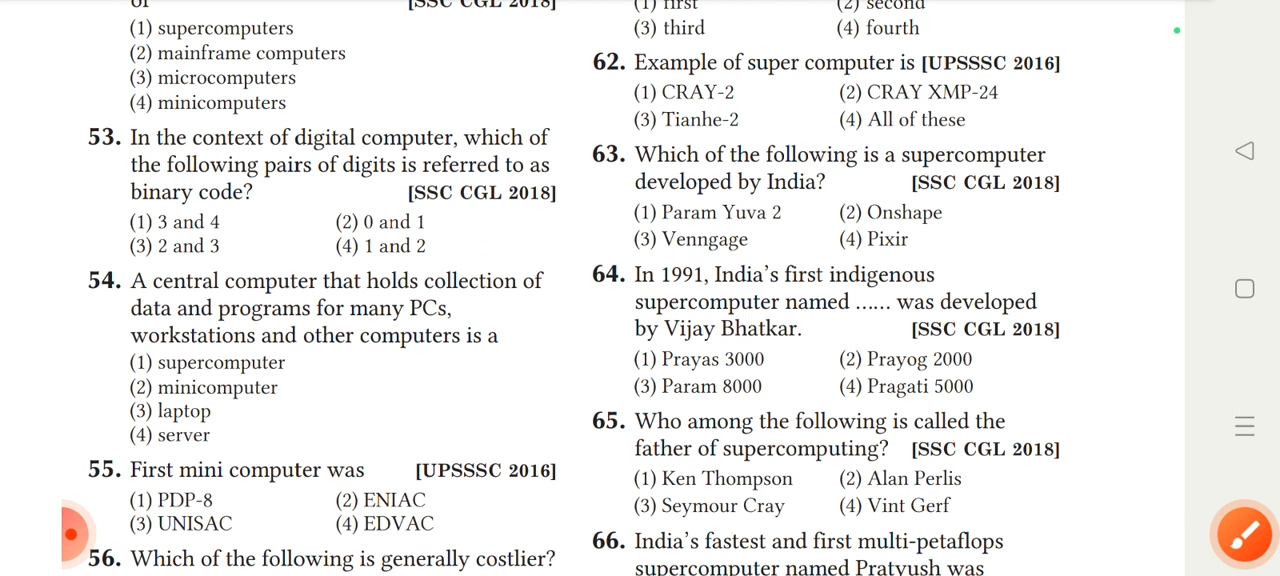 of [SSC CGL 2018]
(1) supercomputers
(2) mainframe computers
(3) microcomputers
(4) minicomputers
53. In the context of digital computer, which of
the following pairs of digits is referred to as
binary code? [SSC CGL 2018]
(1) 3 and 4 (2) 0 and 1
(3) 2 and 3 (4) 1 and 2
54. A central computer that holds collection of
data and programs for many PCs,
workstations and other computers is a
(1) supercomputer
(2) minicomputer
(3) laptop
(4) server
55. First mini computer was [UPSSSC 2016]
(1) PDP-8 (2) ENIAC
(3) UNISAC (4) EDVAC
56. Which of the following is generally costlier?
(1) first (2) second
(3) third (4) fourth
62. Example of super computer is [UPSSSC 2016]
(1) CRAY-2 (2) CRAY XMP-24
(3) Tianhe-2 (4) All of these
63. Which of the following is a supercomputer
developed by India? [SSC CGL 2018]
(1) Param Yuva 2 (2) Onshape
(3) Venngage (4) Pixir
64. In 1991, India's first indigenous
supercomputer named ...... was developed
by Vijay Bhatkar. [SSC CGL 2018]
(1) Prayas 3000 (2) Prayog 2000
(3) Param 8000 (4) Pragati 5000
65. Who among the following is called the
father of supercomputing? [SSC CGL 2018]
(1) Ken Thompson (2) Alan Perlis
(3) Seymour Cray (4) Vint Gerf
66. India's fastest and first multi-petaflops
supercomputer named Pratyush was